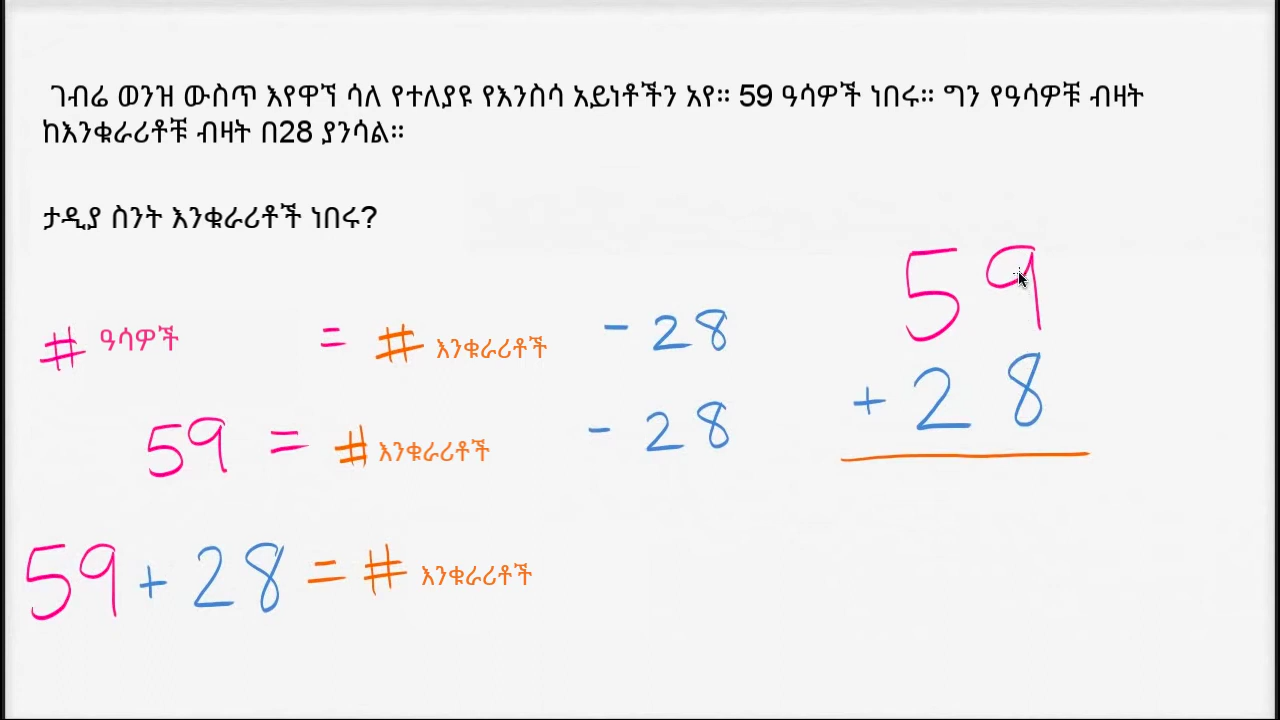 ገብሬ ወንዝ ውስጥ እየዋኘ ሳለ የተለያዩ የእንስሳ አይነቶችን አየ። 59 ዓሳዎች ነበሩ። ግን የዓሳዎቹ ብዛት
ከእንቁራሪቶቹ ብዛት በ28 ያንሳል።
ታዲያ ስንት እንቁራሪቶች ነበሩ?
# ዓሳዎች = # እንቁራሪቶች - 28
59 = # እንቁራሪቶች - 28
59 + 28 = # እንቁራሪቶች
59
+ 28